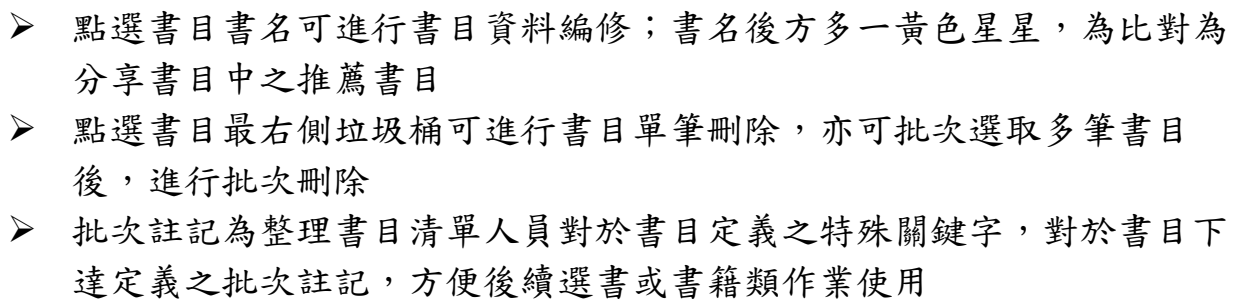 ➢ 點選書目書名可進行書目資料編修；書名後方多一黃色星星，為比對為
分享書目中之推薦書目
➢ 點選書目最右側垃圾桶可進行書目單筆刪除，亦可批次選取多筆書目
後，進行批次刪除
➢ 批次註記為整理書目清單人員對於書目定義之特殊關鍵字，對於書目下
達定義之批次註記，方便後續選書或書籍類作業使用